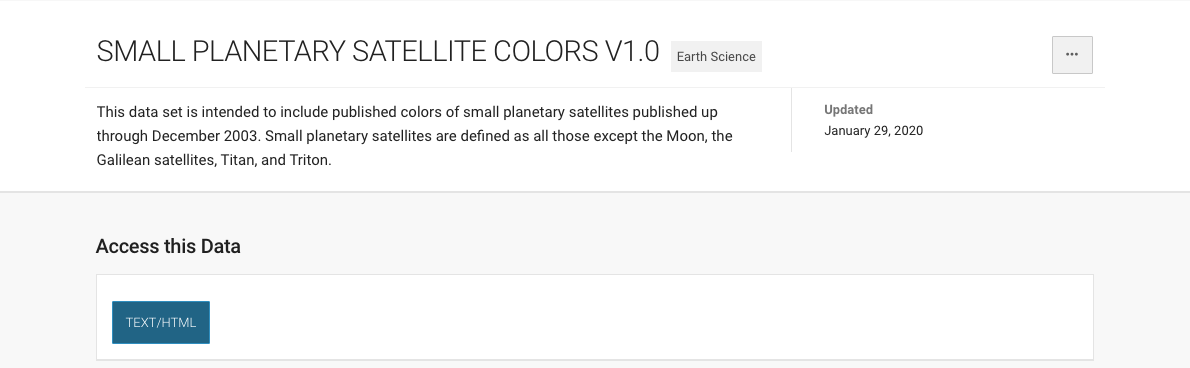 SMALL PLANETARY SATELLITE COLORS V1.0 Earth Science
...
This data set is intended to include published colors of small planetary satellites published up
through December 2003. Small planetary satellites are defined as all those except the Moon, the
Galilean satellites, Titan, and Triton.
Updated
January 29, 2020
Access this Data
TEXT/HTML